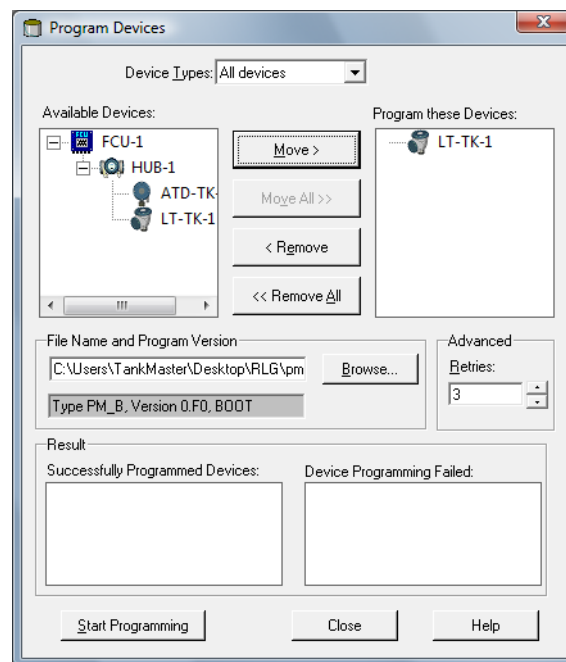 Program Devices
Device Types: All devices
Available Devices:
Program these Devices:
FCU-1
HUB-1
ATD-TK-
LT-TK-1
Move >
Move All >>
< Remove
<< Remove All
LT-TK-1
File Name and Program Version
C:\Users\TankMaster\Desktop\RLG\pm
Browse...
Type PM_B, Version 0.F0, BOOT
Advanced
Retries:
3
Result
Successfully Programmed Devices:
Device Programming Failed:
Start Programming
Close
Help